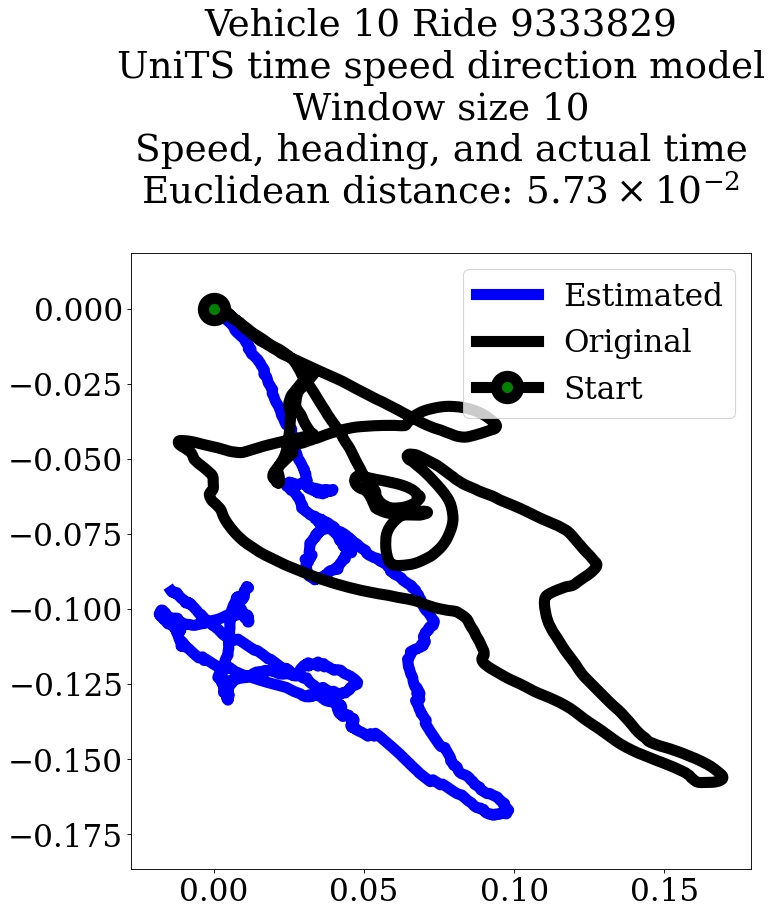 Vehicle 10 Ride 9333829
UniTS time speed direction model
Window size 10
Speed, heading, and actual time
Euclidean distance: 5.73 × 10⁻²
Estimated
Original
Start
0.000
−0.025
−0.050
−0.075
−0.100
−0.125
−0.150
−0.175
0.00 0.05 0.10 0.15